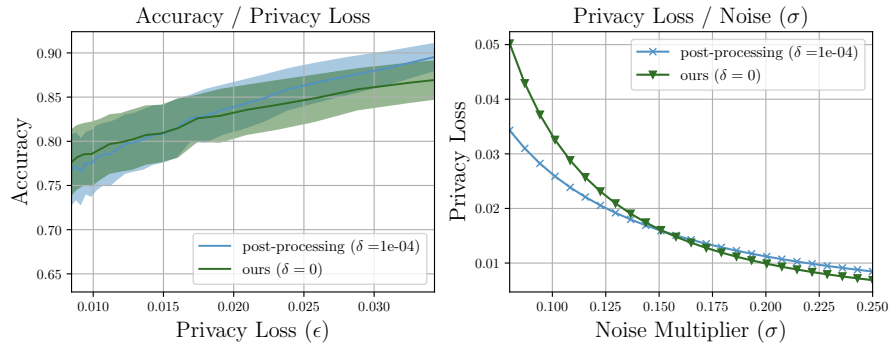 Accuracy / Privacy Loss
0.90
0.85
0.80
0.75
0.70
0.65
Accuracy
post-processing (δ =1e-04)
ours (δ = 0)
0.010 0.015 0.020 0.025 0.030
Privacy Loss (ϵ)
Privacy Loss / Noise (σ)
0.05
0.04
0.03
0.02
0.01
Privacy Loss
post-processing (δ =1e-04)
ours (δ = 0)
0.100 0.125 0.150 0.175 0.200 0.225 0.250
Noise Multiplier (σ)